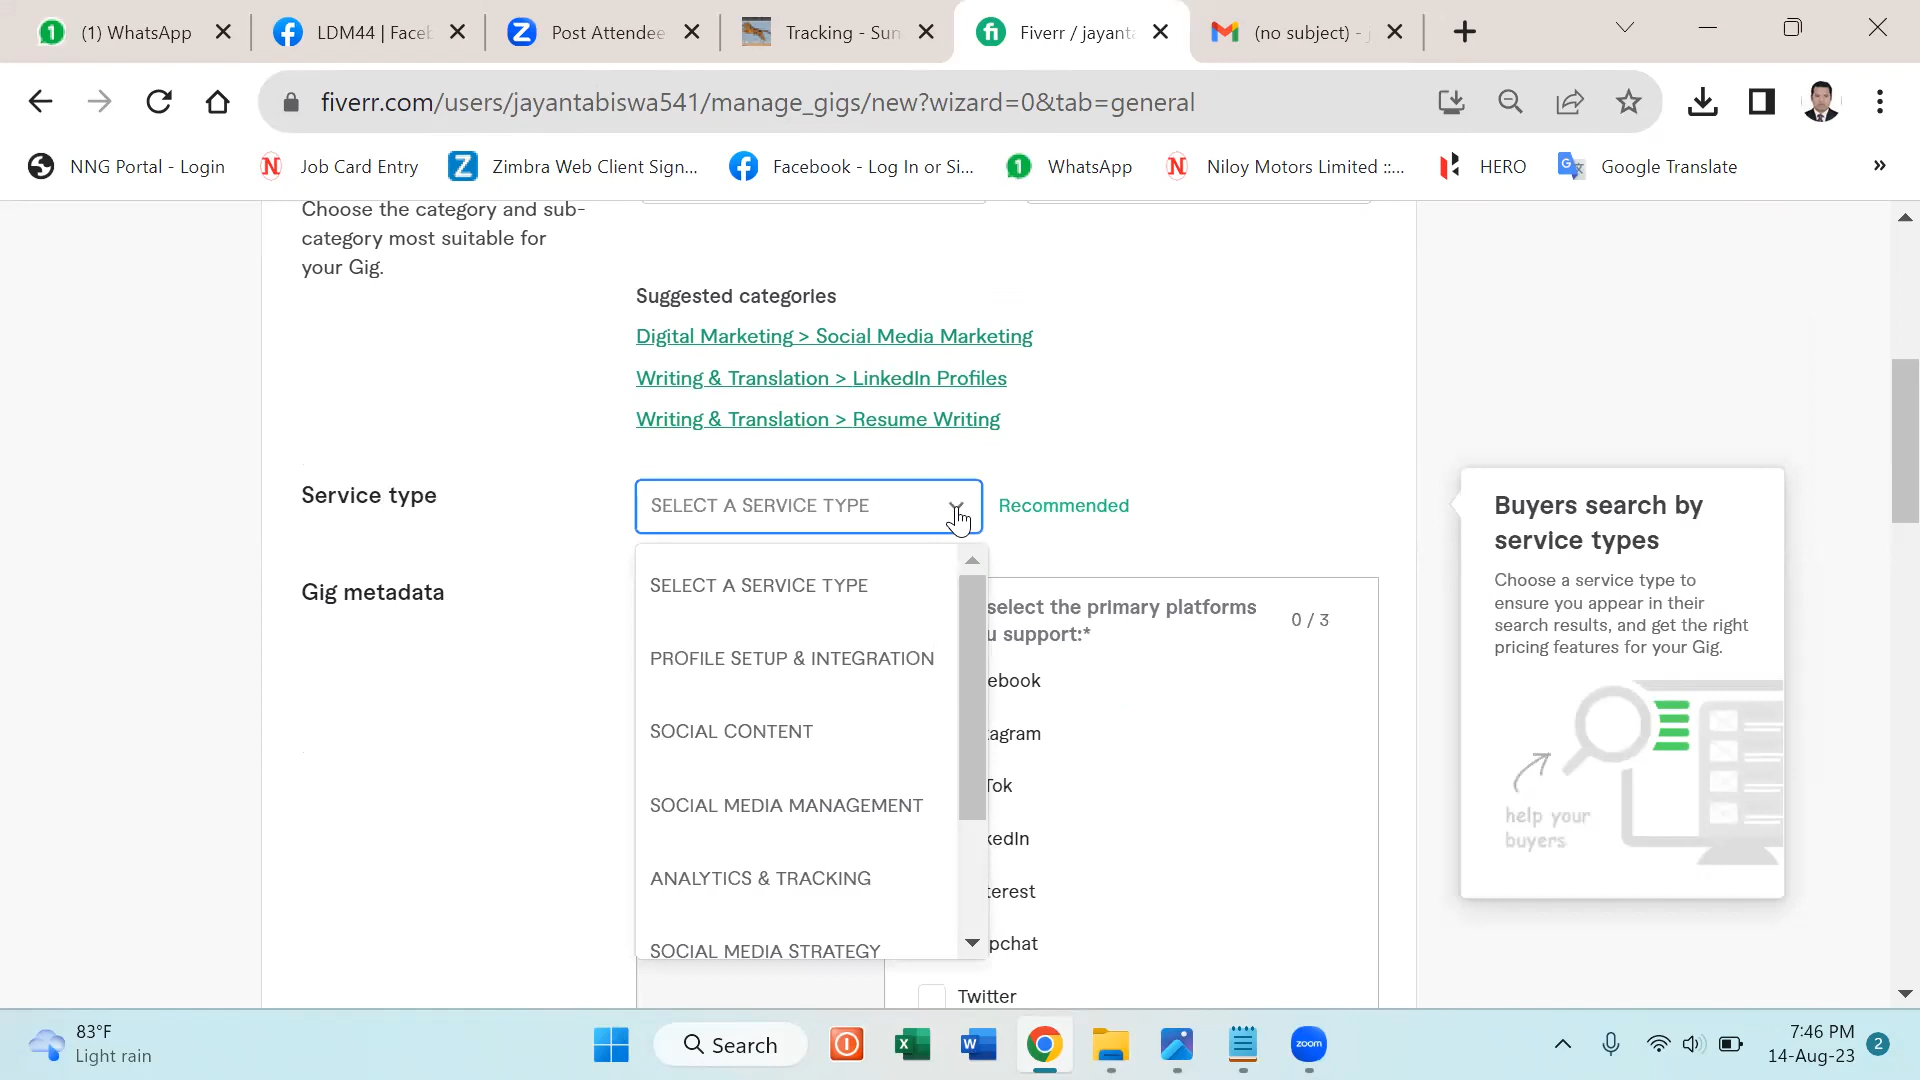 (1) WhatsApp
LDM44 | Faceb
Post Attendee
Tracking - Sun
Fiverr / jayanta
(no subject) - j
fiverr.com/users/jayantabiswa541/manage_gigs/new?wizard=0&tab=general
NNG Portal - Login
Job Card Entry
Zimbra Web Client Sign...
Facebook - Log In or Si...
WhatsApp
Niloy Motors Limited ::...
HERO
Google Translate
»
Choose the category and sub-
category most suitable for
your Gig.
Suggested categories
Digital Marketing > Social Media Marketing
Writing & Translation > LinkedIn Profiles
Writing & Translation > Resume Writing
Service type
SELECT A SERVICE TYPE
Recommended
SELECT A SERVICE TYPE
PROFILE SETUP & INTEGRATION
SOCIAL CONTENT
SOCIAL MEDIA MANAGEMENT
ANALYTICS & TRACKING
SOCIAL MEDIA STRATEGY
Gig metadata
select the primary platforms
u support:*
0 / 3
ebook
agram
Tok
kedIn
terest
pchat
Twitter
Buyers search by
service types
Choose a service type to
ensure you appear in their
search results, and get the right
pricing features for your Gig.
help your
buyers
83°F
Light rain
Search
zoom
7:46 PM
14-Aug-23
2